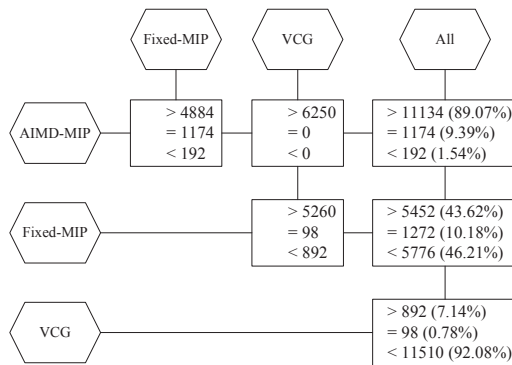 Fixed-MIP
VCG
All
AIMD-MIP
> 4884
= 1174
< 192
> 6250
= 0
< 0
> 11134 (89.07%)
= 1174 (9.39%)
< 192 (1.54%)
Fixed-MIP
> 5260
= 98
< 892
> 5452 (43.62%)
= 1272 (10.18%)
< 5776 (46.21%)
VCG
> 892 (7.14%)
= 98 (0.78%)
< 11510 (92.08%)